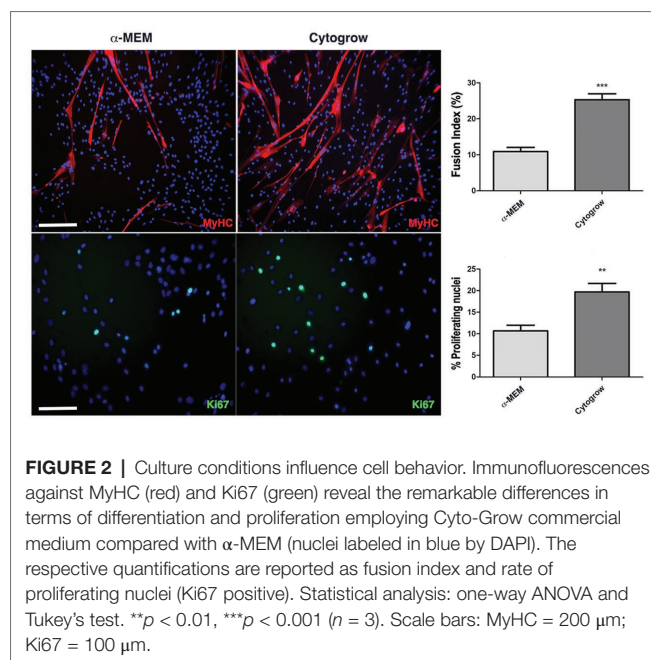 α-MEM
Cytogrow
MyHC
MyHC
Ki67
Ki67
Fusion Index (%)
30
20
10
0
***
α-MEM
Cytogrow
% Proliferating nuclei
25
20
15
10
5
0
**
α-MEM
Cytogrow
FIGURE 2 | Culture conditions influence cell behavior. Immunofluorescences
against MyHC (red) and Ki67 (green) reveal the remarkable differences in
terms of differentiation and proliferation employing Cyto-Grow commercial
medium compared with α-MEM (nuclei labeled in blue by DAPI). The
respective quantifications are reported as fusion index and rate of
proliferating nuclei (Ki67 positive). Statistical analysis: one-way ANOVA and
Tukey's test. **p < 0.01, ***p < 0.001 (n = 3). Scale bars: MyHC = 200 μm;
Ki67 = 100 μm.